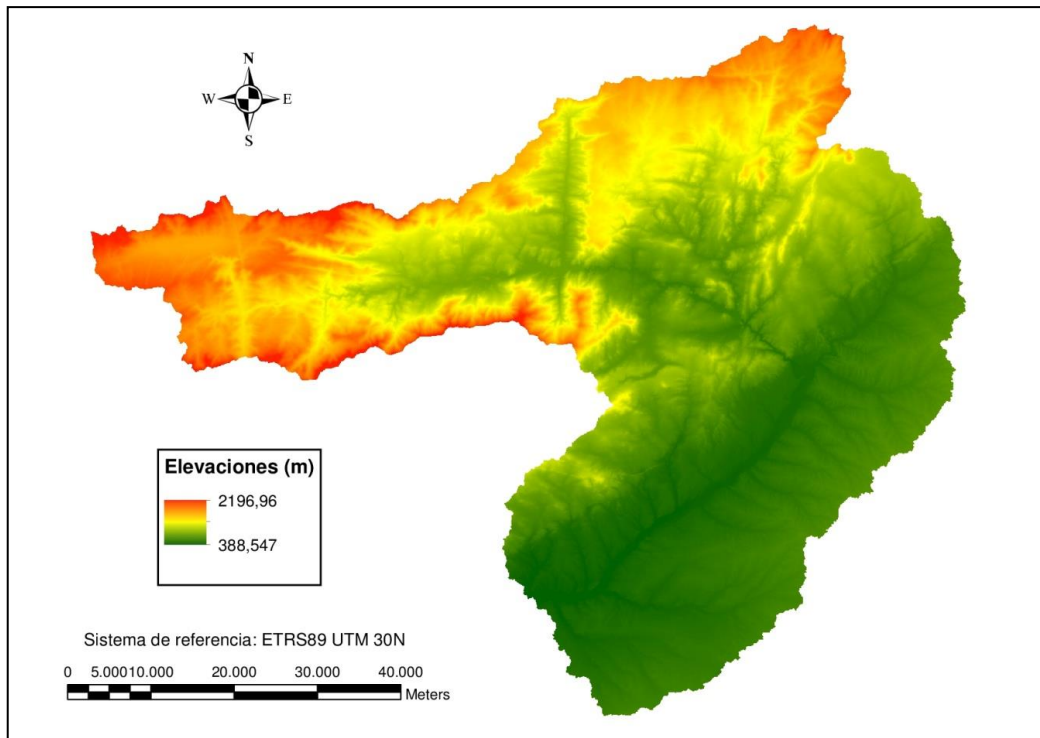 N
W E
S
Elevaciones (m)
2196,96
388,547
Sistema de referencia: ETRS89 UTM 30N
0 5.00010.000 20.000 30.000 40.000
Meters